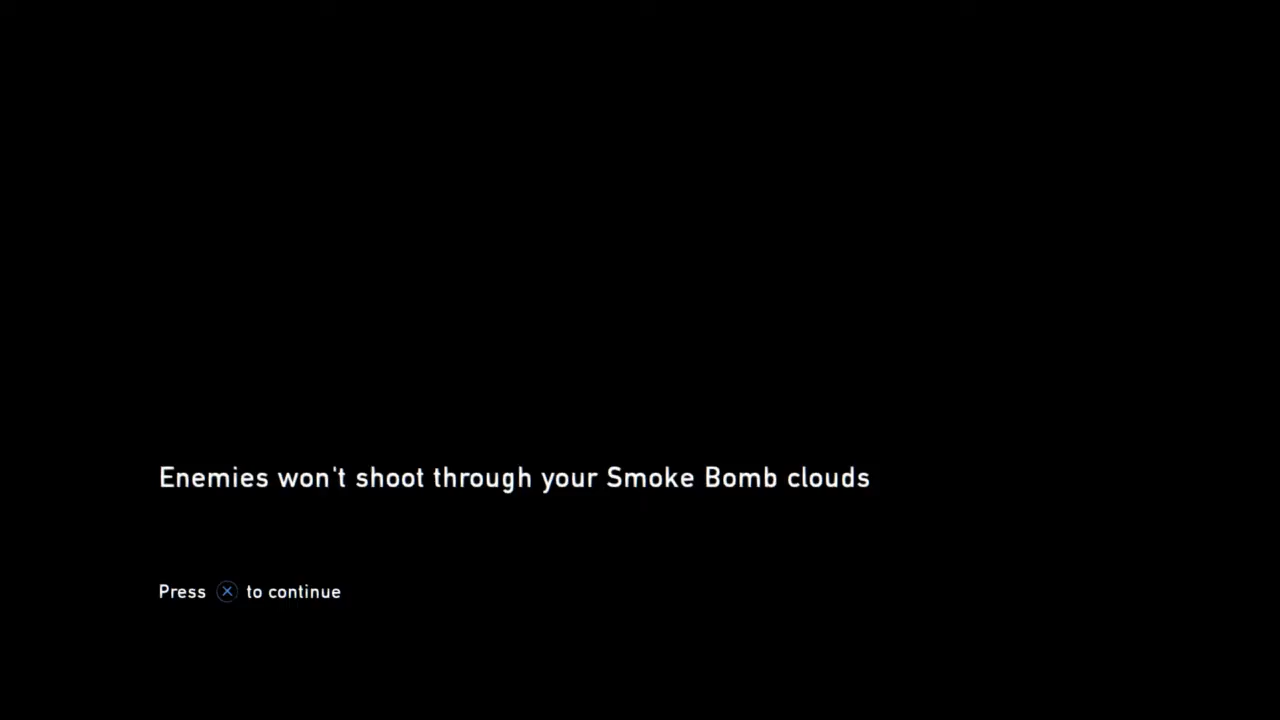 Enemies won't shoot through your Smoke Bomb clouds
Press ⓧ to continue